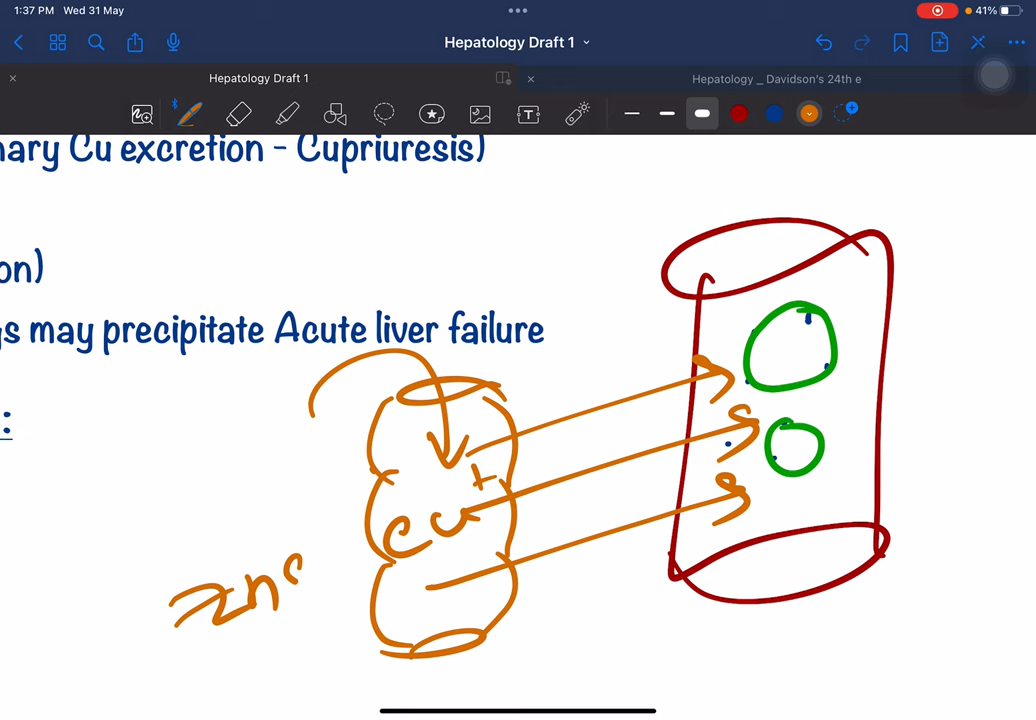 1:37 PM Wed 31 May
41%
Hepatology Draft 1
Hepatology Draft 1
Hepatology _ Davidson's 24th e
T
nary Cu excretion - Cupriuresis)
on)
gs may precipitate Acute liver failure
:
Cu+
Znc